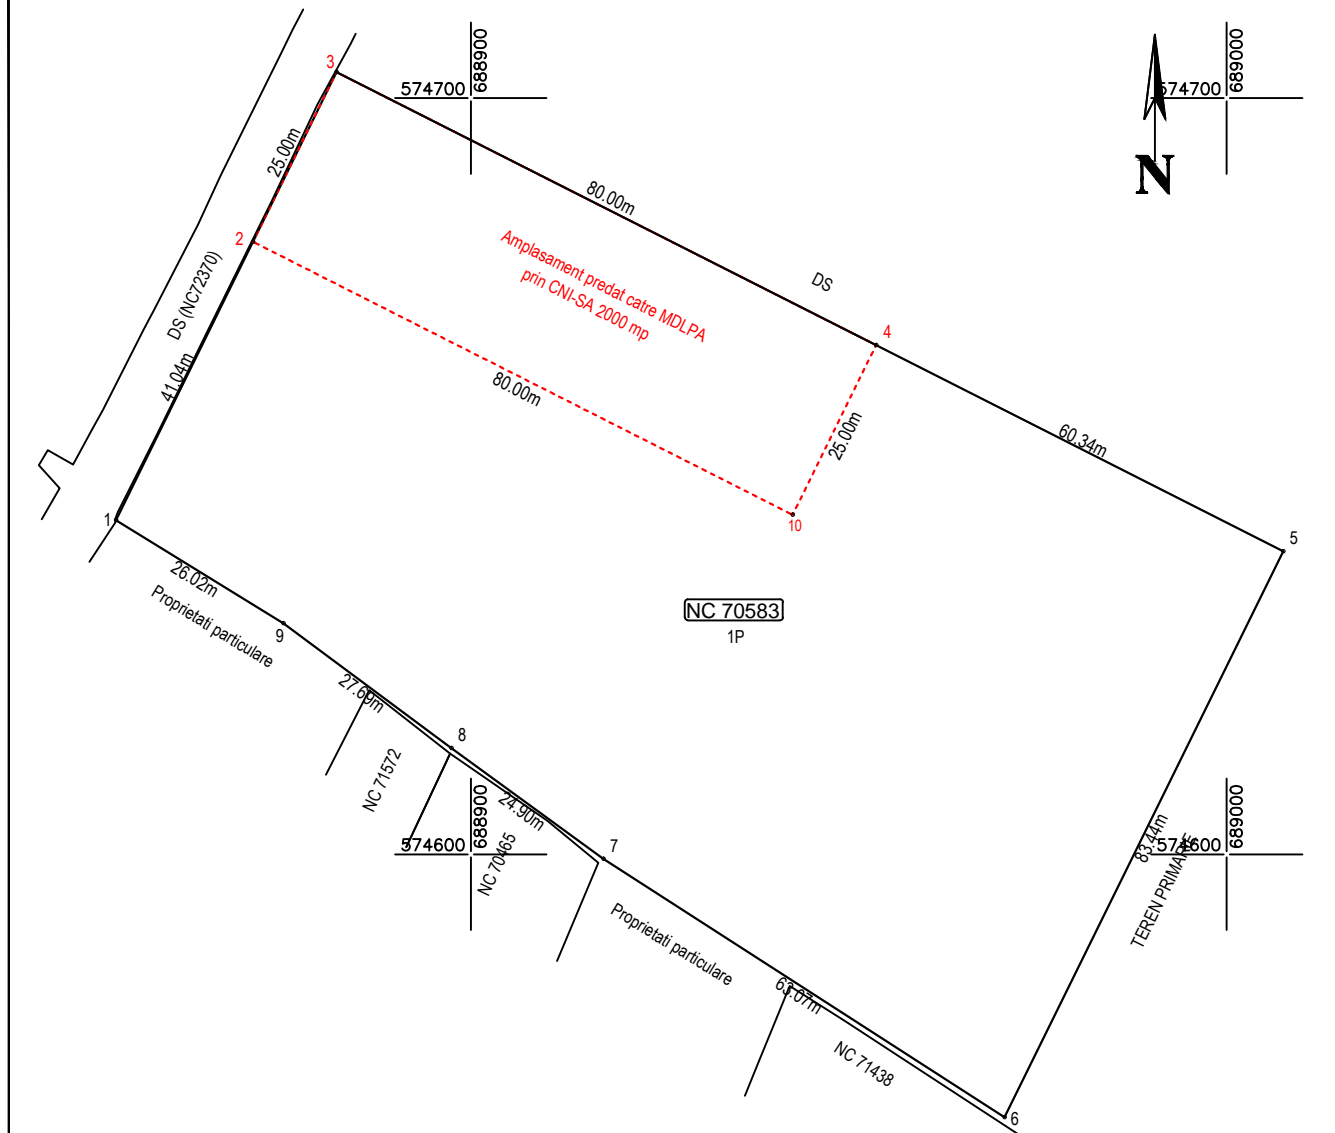 3
688900
574700
689000
574700
N
25.00m
80.00m
2
DS (NC72370)
Amplasament predat catre MDLPA
prin CNI-SA 2000 mp
DS
4
41.04m
80.00m
25.00m
60.34m
1
10
5
26.02m
Proprietati particulare
9
NC 70583
1P
27.69m
8
NC 71572
688900
574600
24.90m
NC 70465
7
689000
574600
83.44m
TEREN PRIMARIE
Proprietati particulare
63.07m
NC 71438
6